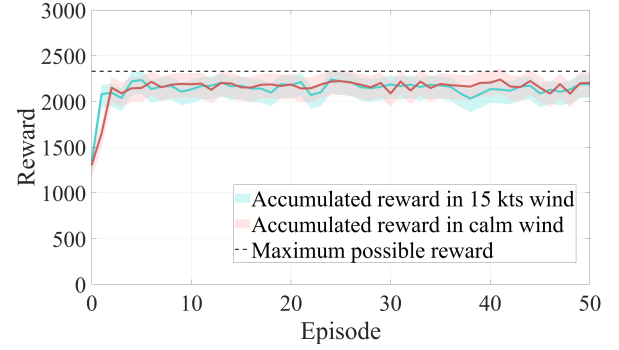 3000
2500
2000
1500
1000
500
0
Reward
Accumulated reward in 15 kts wind
Accumulated reward in calm wind
Maximum possible reward
0 10 20 30 40 50
Episode